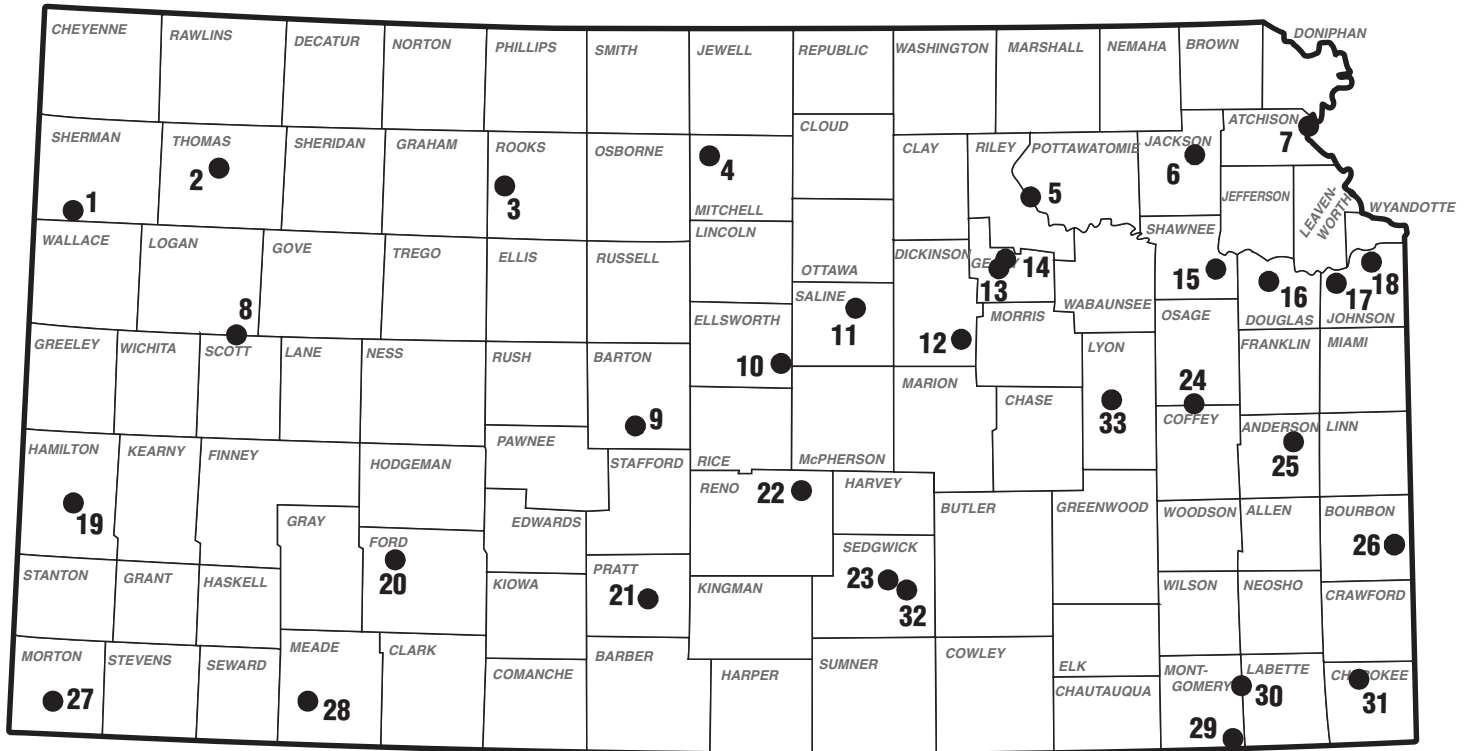 CHEYENNE
RAWLINS
DECATUR
NORTON
PHILLIPS
SMITH
JEWELL
REPUBLIC
WASHINGTON
MARSHALL
NEMAHA
BROWN
DONIPHAN
SHERMAN
THOMAS
SHERIDAN
GRAHAM
ROOKS
OSBORNE
MITCHELL
CLOUD
CLAY
RILEY
POTTAWATOMIE
JACKSON
ATCHISON
JEFFERSON
LEAVEN-
WORTH
WYANDOTTE
1
2
3
4
5
6
7
WALLACE
LOGAN
GOVE
TREGO
ELLIS
RUSSELL
LINCOLN
OTTAWA
DICKINSON
GEARY
SHAWNEE
WABAUNSEE
SALINE
ELLSWORTH
MORRIS
OSAGE
DOUGLAS
JOHNSON
8
9
10
11
12
13
14
15
16
17
18
GREELEY
WICHITA
SCOTT
LANE
NESS
RUSH
BARTON
MARION
CHASE
LYON
FRANKLIN
MIAMI
COFFEY
ANDERSON
LINN
24
33
25
HAMILTON
KEARNY
FINNEY
HODGEMAN
PAWNEE
STAFFORD
RICE
McPHERSON
RENO
HARVEY
BUTLER
GREENWOOD
WOODSON
ALLEN
BOURBON
19
22
26
GRAY
FORD
EDWARDS
SEDGWICK
20
21
23
32
STANTON
GRANT
HASKELL
KIOWA
PRATT
KINGMAN
WILSON
NEOSHO
CRAWFORD
MORTON
STEVENS
SEWARD
MEADE
CLARK
COMANCHE
BARBER
HARPER
SUMNER
COWLEY
ELK
CHAUTAUQUA
MONT-
GOMERY
LABETTE
CHEROKEE
27
28
29
30
31